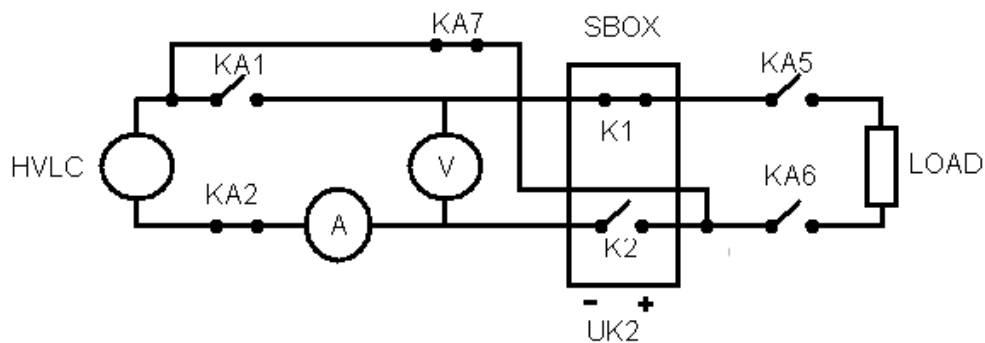 KA7
SBOX
KA1
KA5
K1
HVLC
V
LOAD
KA2
KA6
A
K2
- +
UK2